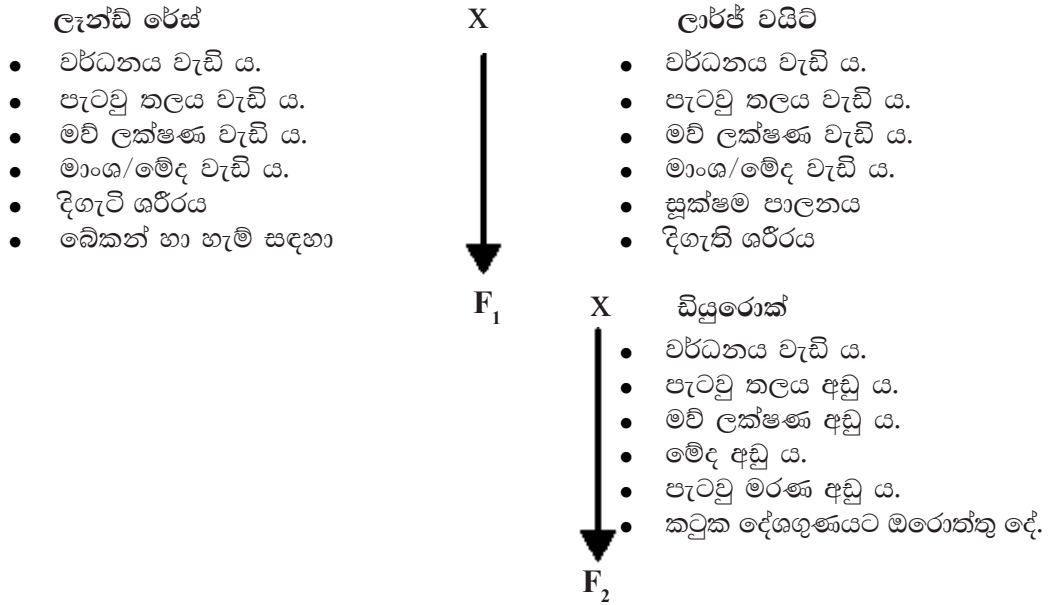 ලෑන්ඩ් රේස් X ලාර්ජ් වයිට්
• වර්ධනය වැඩි ය. • වර්ධනය වැඩි ය.
• පැටවු තලය වැඩි ය. • පැටවු තලය වැඩි ය.
• මව් ලක්ෂණ වැඩි ය. • මව් ලක්ෂණ වැඩි ය.
• මාංශ/මේද වැඩි ය. • මාංශ/මේද වැඩි ය.
• දිගැටි ශරීරය • සූක්ෂම පාලනය
• බේකන් හා හැම් සඳහා • දිගැති ශරීරය
F₁ X ඩියුරොක්
• වර්ධනය වැඩි ය.
• පැටවු තලය අඩු ය.
• මව් ලක්ෂණ අඩු ය.
• මේද අඩු ය.
• පැටවු මරණ අඩු ය.
• කටුක දේශගුණයට ඔරොත්තු දේ.
F₂